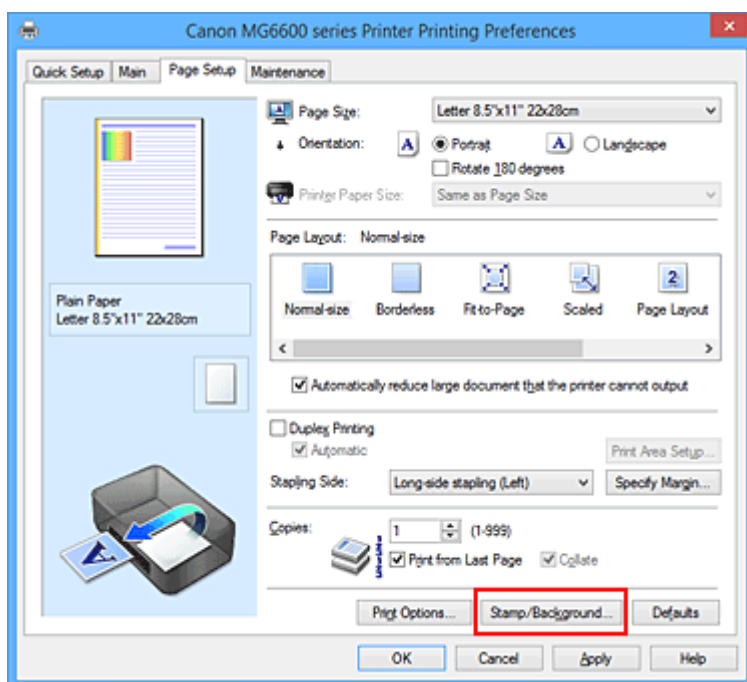 Canon MG6600 series Printer Printing Preferences
Quick Setup Main Page Setup Maintenance
Page Size: Letter 8.5"x11" 22x28cm
Orientation: A Portrait A Landscape
Rotate 180 degrees
Printer Paper Size: Same as Page Size
Page Layout: Normal-size
2
Normal-size Borderless Fit-to-Page Scaled Page Layout
Plain Paper
Letter 8.5"x11" 22x28cm
Automatically reduce large document that the printer cannot output
Duplex Printing
Automatic
Print Area Setup...
Stapling Side: Long-side stapling (Left) Specify Margin...
Copies: 1 (1-999)
Print from Last Page Collate
A
Print Options... Stamp/Background... Defaults
OK Cancel Apply Help